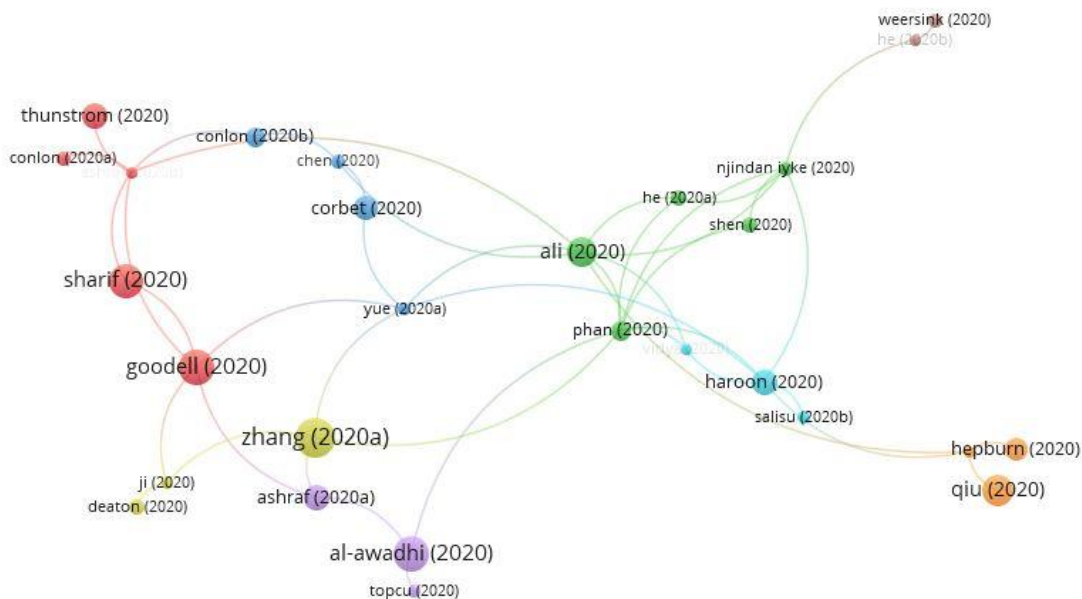 weersink (2020)
he (2020b)
thunstrom (2020)
conlon (2020b)
conlon (2020a)
chen (2020)
njindan iyke (2020)
he (2020a)
corbet (2020)
shen (2020)
ali (2020)
sharif (2020)
yue (2020a)
phan (2020)
goodell (2020)
haroon (2020)
salisu (2020b)
zhang (2020a)
hepburn (2020)
ji (2020)
qiu (2020)
ashraf (2020a)
deaton (2020)
al-awadhi (2020)
topcu (2020)